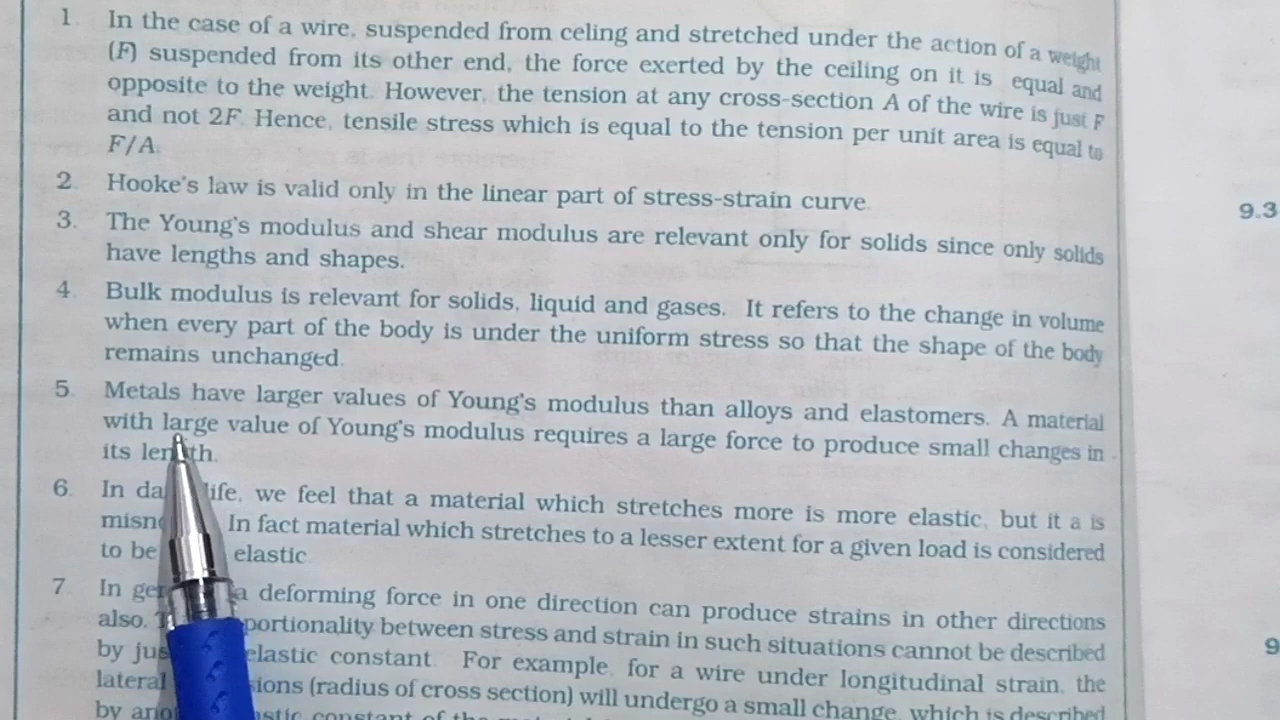 1. In the case of a wire, suspended from celing and stretched under the action of a weight
(F) suspended from its other end, the force exerted by the ceiling on it is equal and
opposite to the weight. However, the tension at any cross-section A of the wire is just F
and not 2F. Hence, tensile stress which is equal to the tension per unit area is equal to
F/A.
2. Hooke's law is valid only in the linear part of stress-strain curve.
3. The Young's modulus and shear modulus are relevant only for solids since only solids
have lengths and shapes.
4. Bulk modulus is relevant for solids, liquid and gases. It refers to the change in volume
when every part of the body is under the uniform stress so that the shape of the body
remains unchanged.
5. Metals have larger values of Young's modulus than alloys and elastomers. A material
with large value of Young's modulus requires a large force to produce small changes in
its length.
6. In da life, we feel that a material which stretches more is more elastic, but it a is
misn In fact material which stretches to a lesser extent for a given load is considered
to be elastic.
7. In ge a deforming force in one direction can produce strains in other directions
also. portionality between stress and strain in such situations cannot be described
by jus elastic constant. For example, for a wire under longitudinal strain, the
lateral sions (radius of cross section) will undergo a small change, which is described
by ano stic constant of the
9.3
9